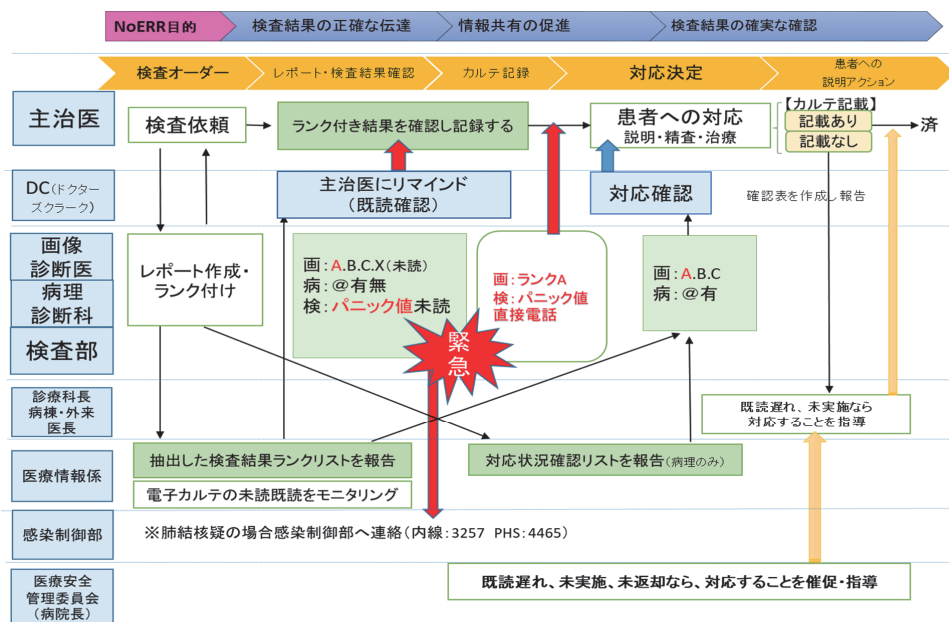 NoERR目的
検査結果の正確な伝達
情報共有の促進
検査結果の確実な確認
検査オーダー
レポート・検査結果確認
カルテ記録
対応決定
患者への
説明アクション
主治医
検査依頼
ランク付き結果を確認し記録する
患者への対応
説明・精査・治療
【カルテ記載】
記載あり
記載なし
済
DC(ドクター
ズクラーク)
主治医にリマインド
(既読確認)
対応確認
確認表を作成し報告
画像
診断医
病理
診断科
検査部
レポート作成・
ランク付け
画:A.B.C.X(未読)
病:@有無
検:パニック値未読
画:ランクA
検:パニック値
直接電話
画:A.B.C
病:@有
緊
急
診療科長
病棟・外来
医長
既読遅れ、未実施なら
対応することを指導
医療情報係
抽出した検査結果ランクリストを報告
電子カルテの未読既読をモニタリング
対応状況確認リストを報告(病理のみ)
感染制御部
※肺結核疑の場合感染制御部へ連絡(内線:3257 PHS:4465)
医療安全
管理委員会
(病院長)
既読遅れ、未実施、未返却なら、対応することを催促・指導